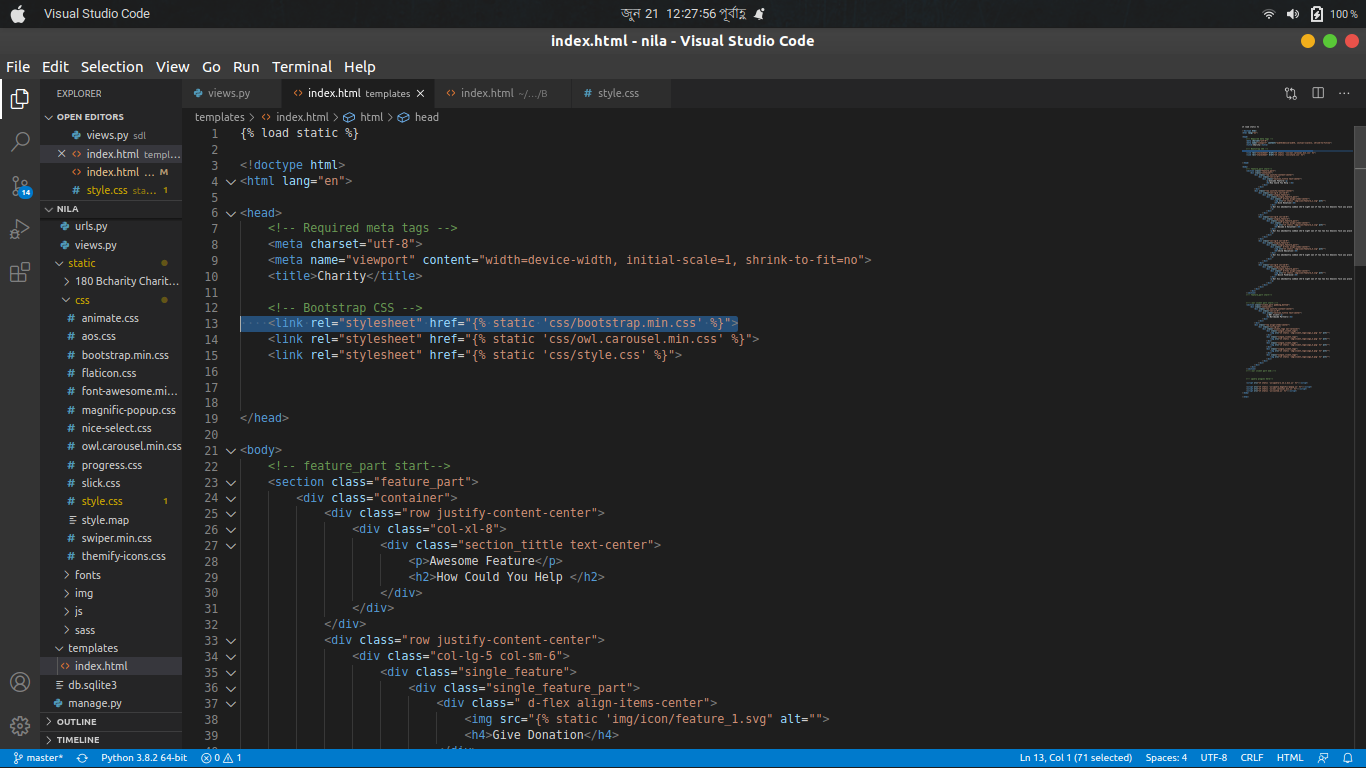 Visual Studio Code
জুন 21 12:27:56 পূর্বাহ্ণ
100 %
index.html - nila - Visual Studio Code
File Edit Selection View Go Run Terminal Help
EXPLORER
views.py
index.html templates
index.html ~/.../B
# style.css
OPEN EDITORS
views.py sdl
index.html templ...
index.html ... M
# style.css sta... 1
14
NILA
urls.py
views.py
static
180 Bcharity Charit...
css
# animate.css
# aos.css
# bootstrap.min.css
# flaticon.css
# font-awesome.mi...
# magnific-popup.css
# nice-select.css
# owl.carousel.min.css
# progress.css
# slick.css
# style.css 1
style.map
# swiper.min.css
# themify-icons.css
fonts
img
js
sass
templates
index.html
db.sqlite3
manage.py
OUTLINE
TIMELINE
templates > index.html > html > head
1 {% load static %}
2
3 <!doctype html>
4 <html lang="en">
5
6 <head>
7 <!-- Required meta tags -->
8 <meta charset="utf-8">
9 <meta name="viewport" content="width=device-width, initial-scale=1, shrink-to-fit=no">
10 <title>Charity</title>
11
12 <!-- Bootstrap CSS -->
13 <link rel="stylesheet" href="{% static 'css/bootstrap.min.css' %}">
14 <link rel="stylesheet" href="{% static 'css/owl.carousel.min.css' %}">
15 <link rel="stylesheet" href="{% static 'css/style.css' %}">
16
17
18
19 </head>
20
21 <body>
22 <!-- feature_part start-->
23 <section class="feature_part">
24 <div class="container">
25 <div class="row justify-content-center">
26 <div class="col-xl-8">
27 <div class="section_tittle text-center">
28 <p>Awesome Feature</p>
29 <h2>How Could You Help </h2>
30 </div>
31 </div>
32 </div>
33 <div class="row justify-content-center">
34 <div class="col-lg-5 col-sm-6">
35 <div class="single_feature">
36 <div class="single_feature_part">
37 <div class=" d-flex align-items-center">
38 <img src="{% static 'img/icon/feature_1.svg" alt="">
39 <h4>Give Donation</h4>
master*
Python 3.8.2 64-bit
0
1
Ln 13, Col 1 (71 selected)
Spaces: 4
UTF-8
CRLF
HTML